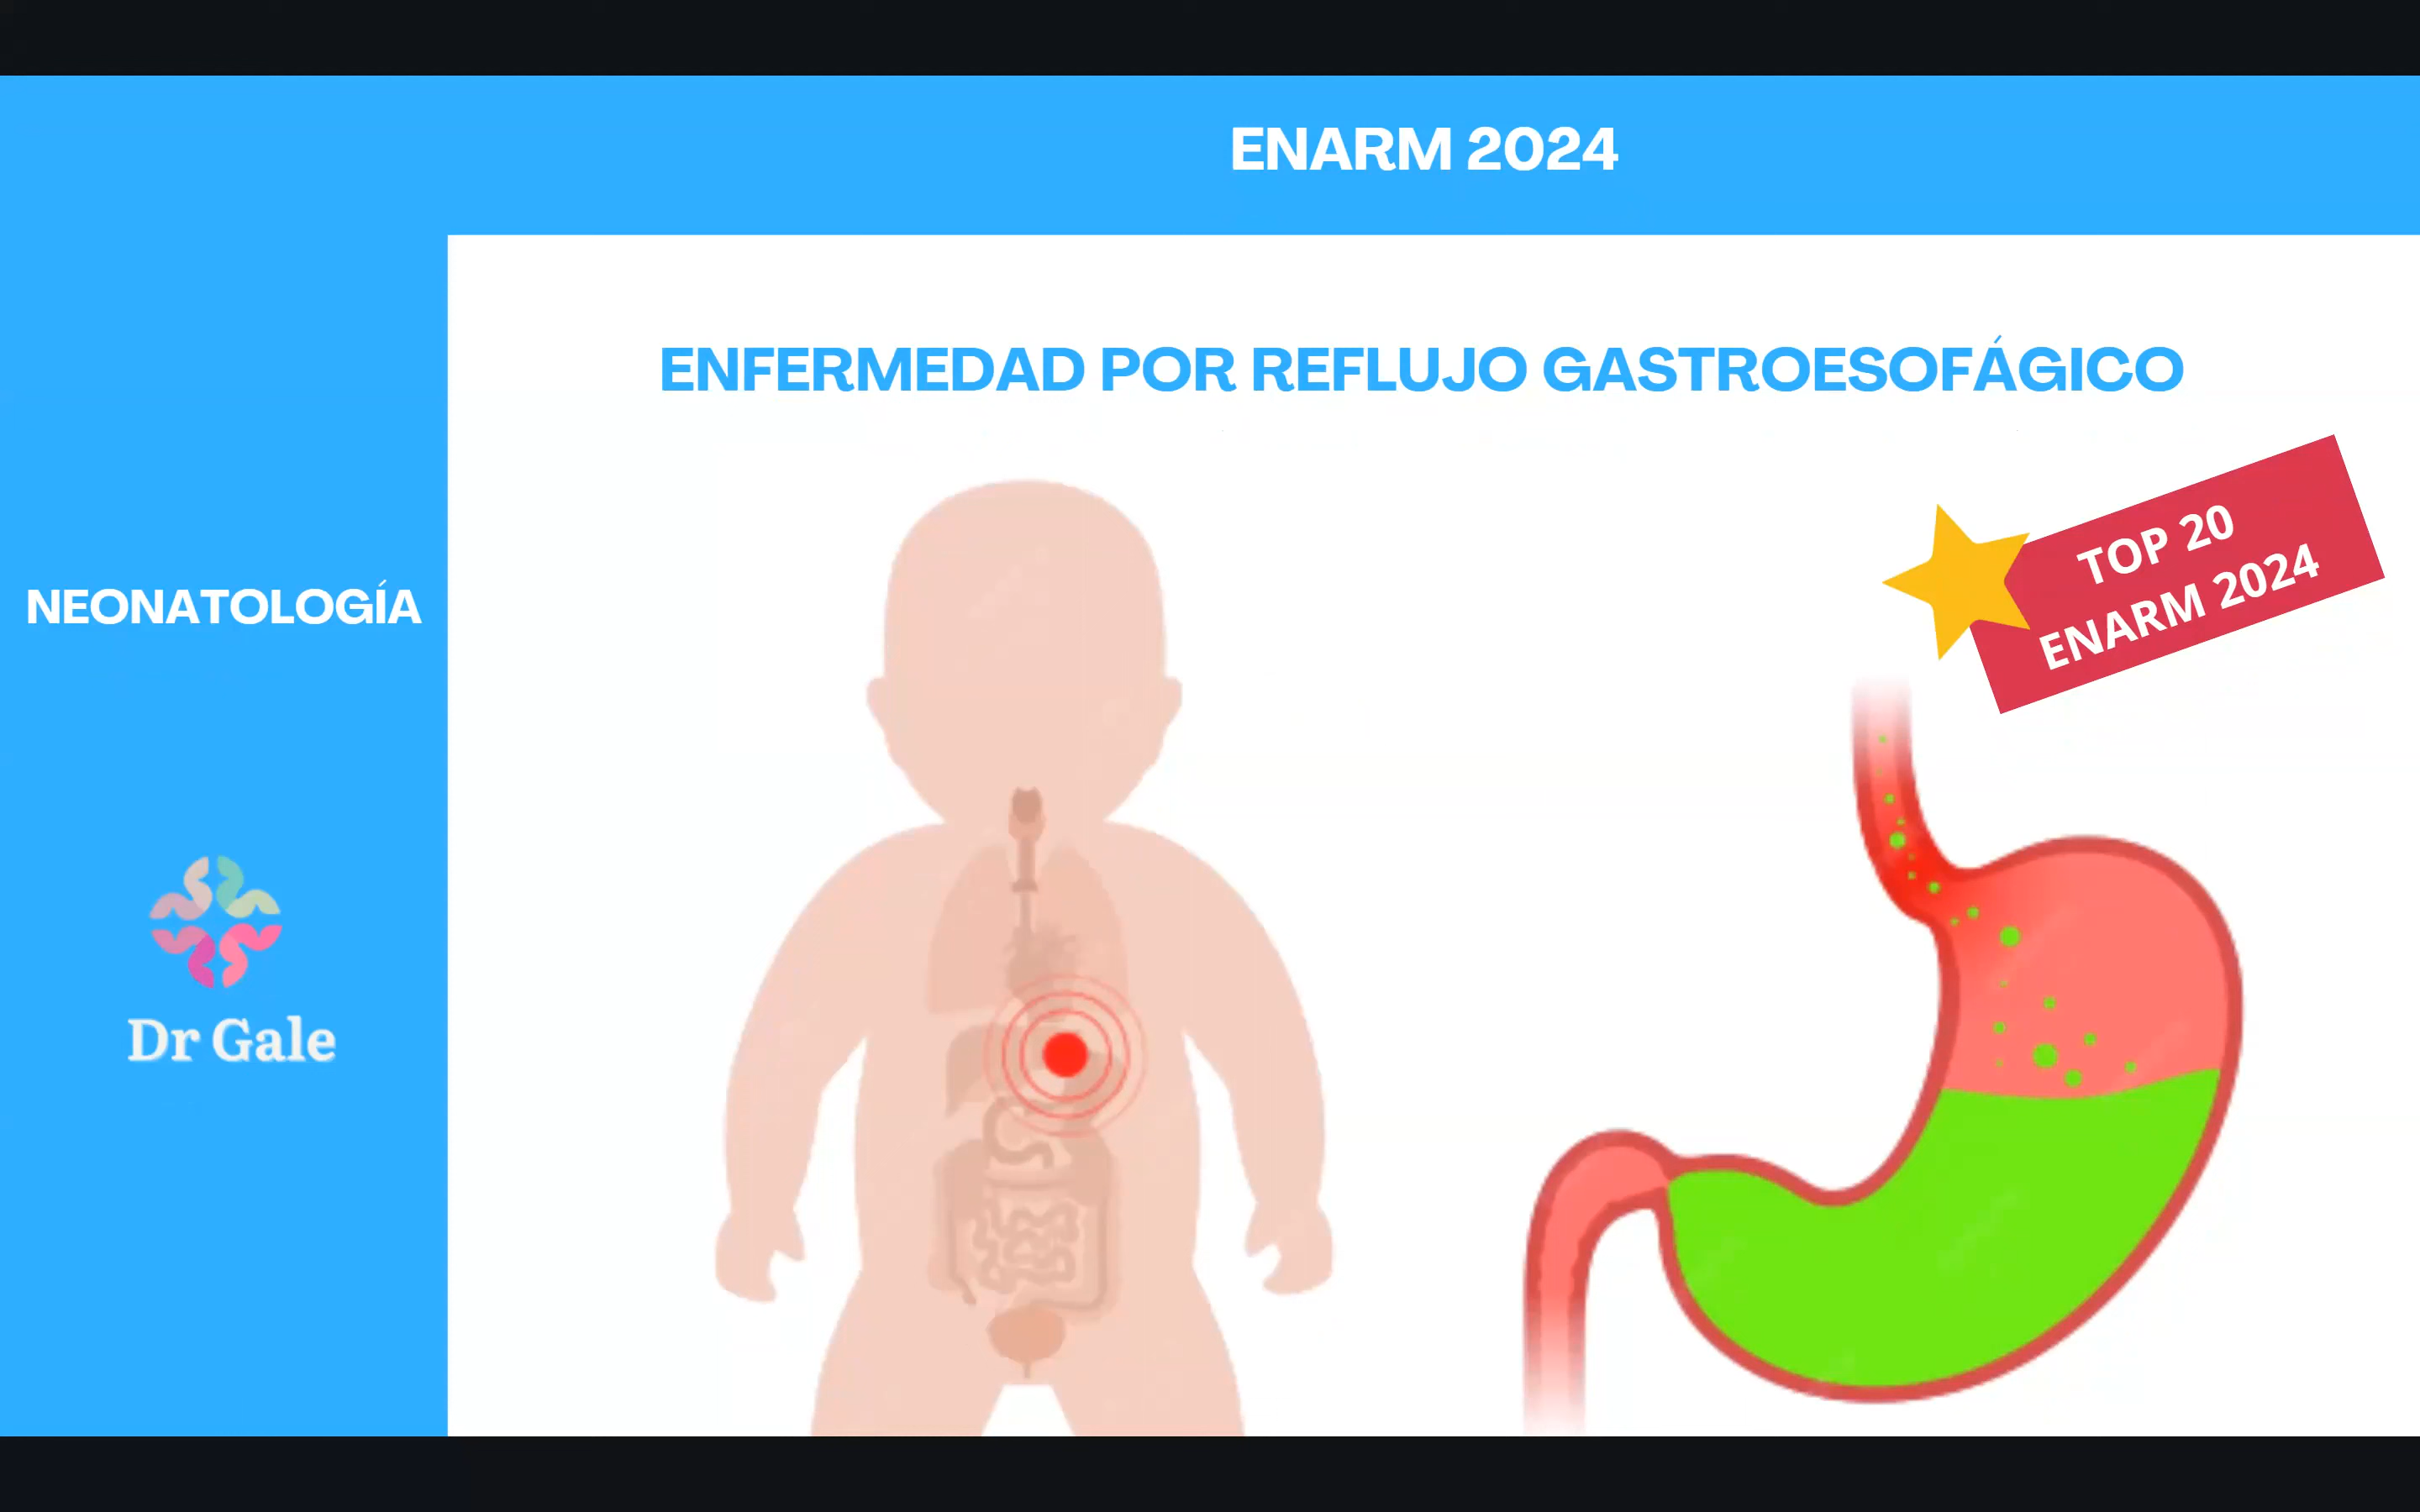 ENARM 2024
ENFERMEDAD POR REFLUJO GASTROESOFÁGICO
TOP 20
ENARM 2024
NEONATOLOGÍA
Dr Gale